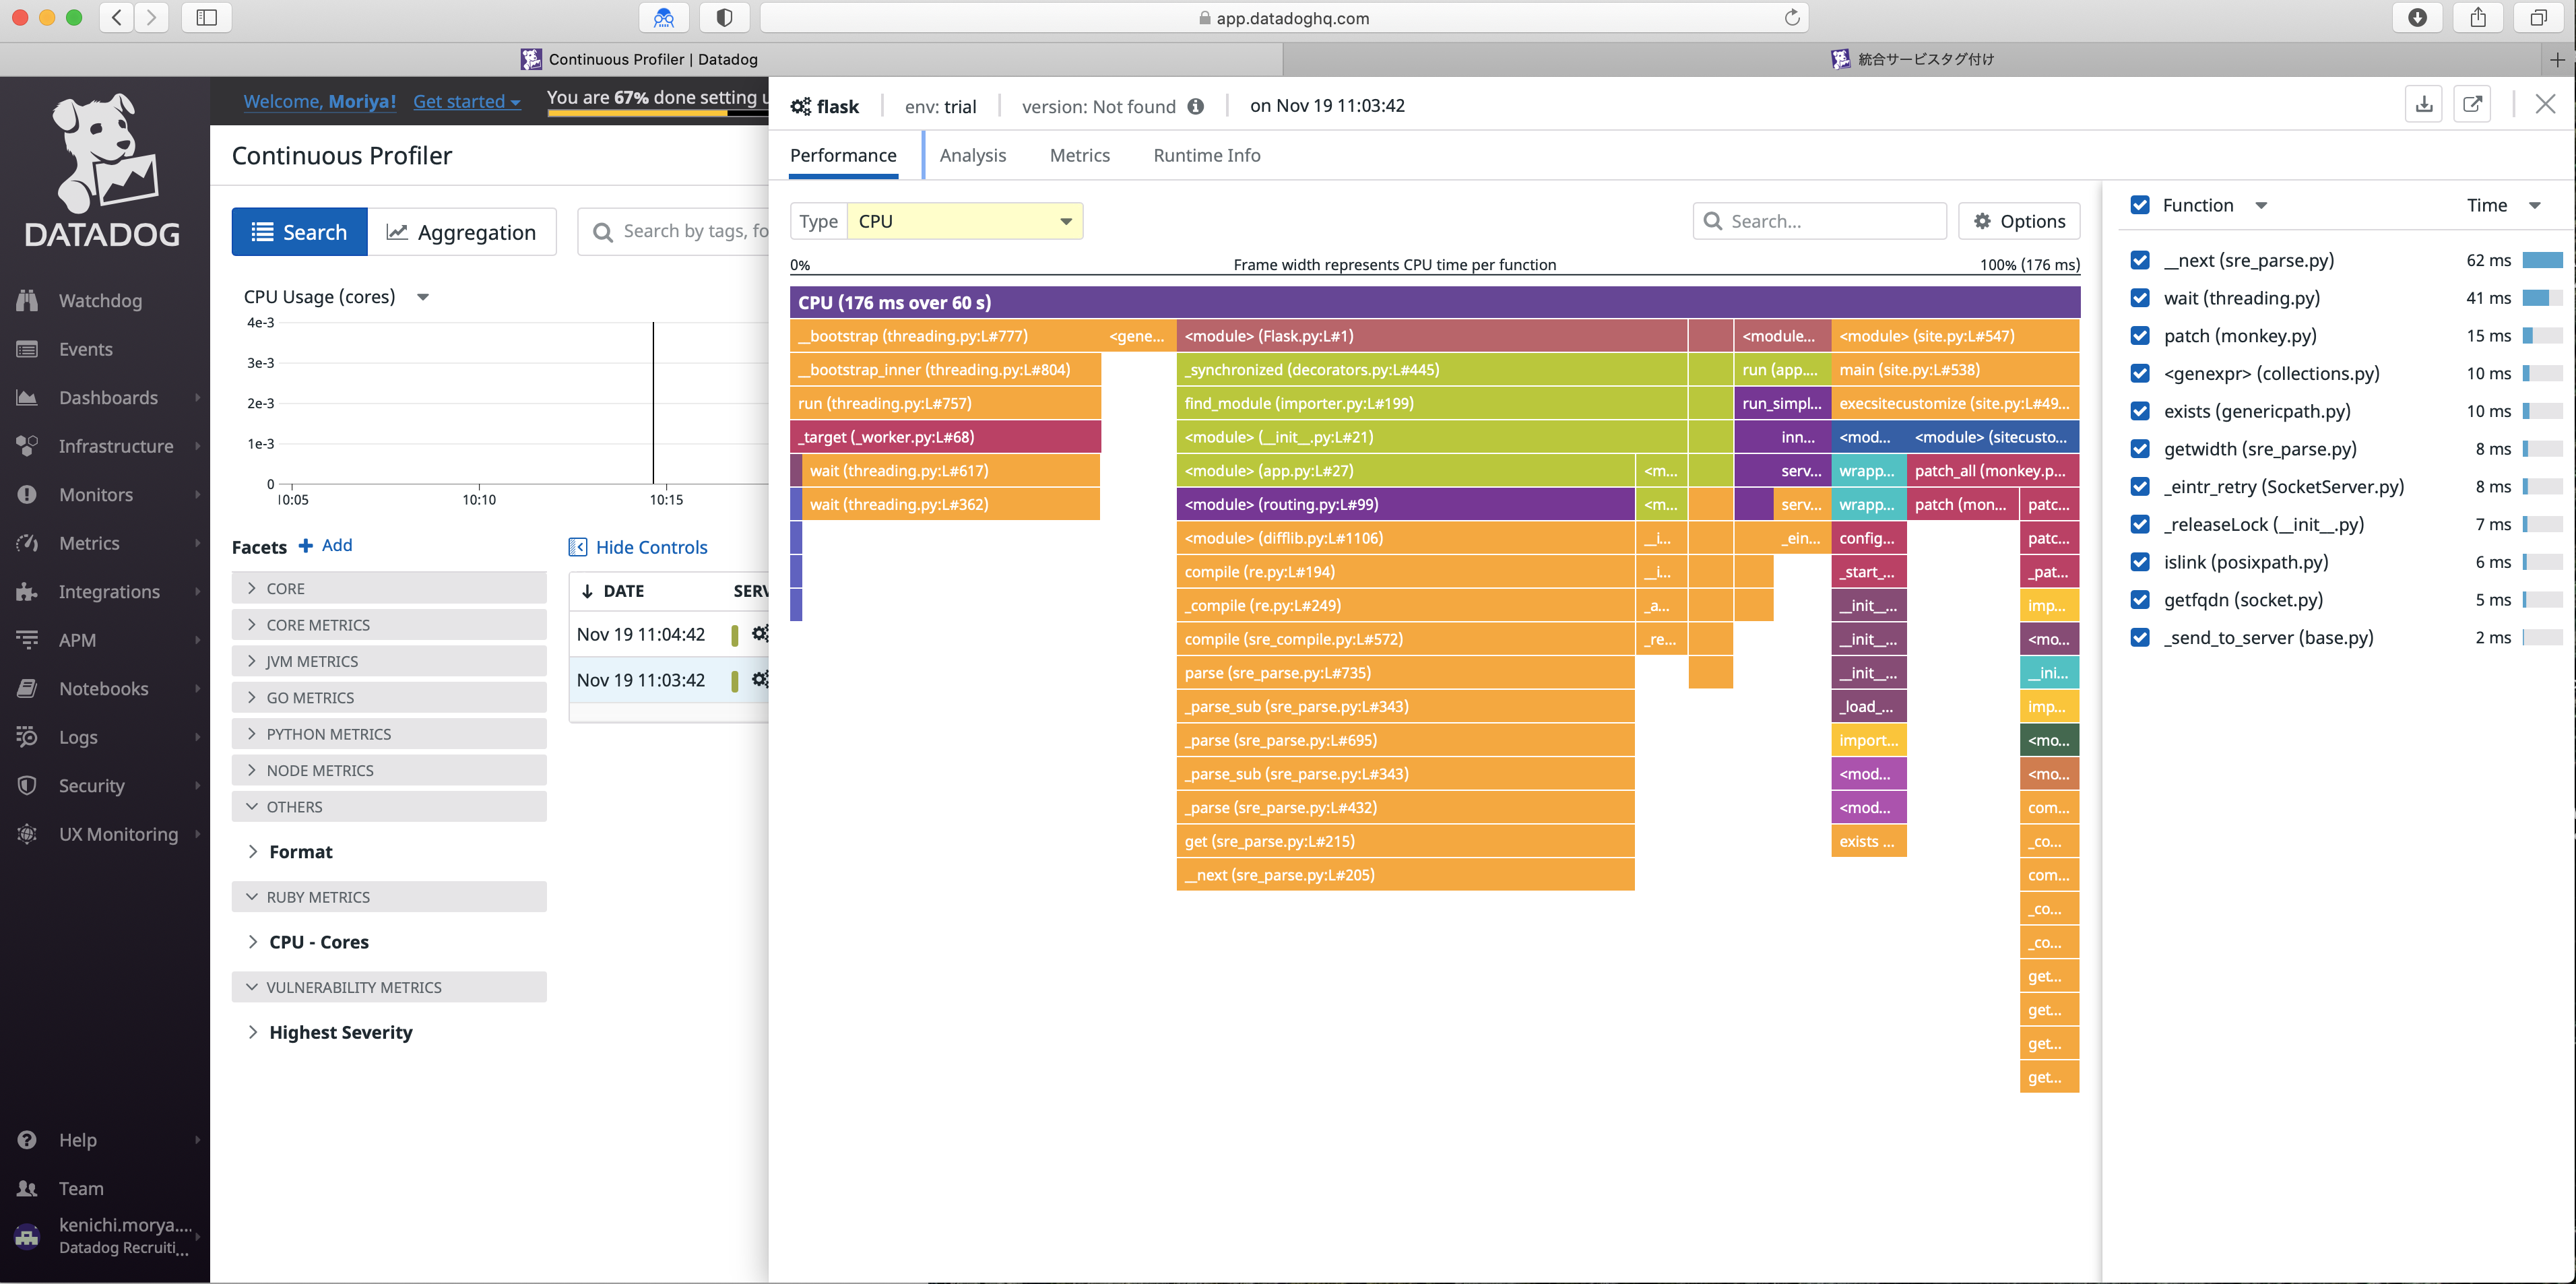 app.datadoghq.com
Continuous Profiler | Datadog
統合サービスタグ付け
DATADOG
Watchdog
Events
Dashboards
Infrastructure
Monitors
Metrics
Integrations
APM
Notebooks
Logs
Security
UX Monitoring
Help
Team
kenichi.morya....
Datadog Recruiti...
Welcome, Moriya!
Get started
You are 67% done setting u
Continuous Profiler
Search
Aggregation
Search by tags, fo
CPU Usage (cores)
4e-3
3e-3
2e-3
1e-3
0
10:05
10:10
10:15
Facets
+ Add
Hide Controls
CORE
CORE METRICS
JVM METRICS
GO METRICS
PYTHON METRICS
NODE METRICS
OTHERS
Format
RUBY METRICS
CPU - Cores
VULNERABILITY METRICS
Highest Severity
↓ DATE SERV
Nov 19 11:04:42
Nov 19 11:03:42
flask
env: trial
version: Not found
on Nov 19 11:03:42
Performance
Analysis
Metrics
Runtime Info
Type CPU
Search...
Options
0%
Frame width represents CPU time per function
100% (176 ms)
CPU (176 ms over 60 s)
__bootstrap (threading.py:L#777) <gene... <module> (Flask.py:L#1) <module... <module> (site.py:L#547)
__bootstrap_inner (threading.py:L#804) _synchronized (decorators.py:L#445) run (app.... main (site.py:L#538)
run (threading.py:L#757) find_module (importer.py:L#199) run_simpl... execsitecustomize (site.py:L#49...
_target (_worker.py:L#68) <module> (__init__.py:L#21) inn... <mod... <module> (sitecusto...
wait (threading.py:L#617) <module> (app.py:L#27) <m... serv... wrapp... patch_all (monkey.p...
wait (threading.py:L#362) <module> (routing.py:L#99) <m... serv... wrapp... patch (mon... patc...
<module> (difflib.py:L#1106) __i... _ein... config... patc...
compile (re.py:L#194) __i... _start_... _pat...
_compile (re.py:L#249) _a... __init__... imp...
compile (sre_compile.py:L#572) _re... __init__... <mo...
parse (sre_parse.py:L#735) __init__... __ini...
_parse_sub (sre_parse.py:L#343) _load_... imp...
_parse (sre_parse.py:L#695) import... <mo...
_parse_sub (sre_parse.py:L#343) <mod... <mo...
_parse (sre_parse.py:L#432) <mod... com...
get (sre_parse.py:L#215) exists ... _co...
__next (sre_parse.py:L#205) com...
_co...
_co...
get...
get...
get...
get...
Function Time
__next (sre_parse.py) 62 ms
wait (threading.py) 41 ms
patch (monkey.py) 15 ms
<genexpr> (collections.py) 10 ms
exists (genericpath.py) 10 ms
getwidth (sre_parse.py) 8 ms
_eintr_retry (SocketServer.py) 8 ms
_releaseLock (__init__.py) 7 ms
islink (posixpath.py) 6 ms
getfqdn (socket.py) 5 ms
_send_to_server (base.py) 2 ms